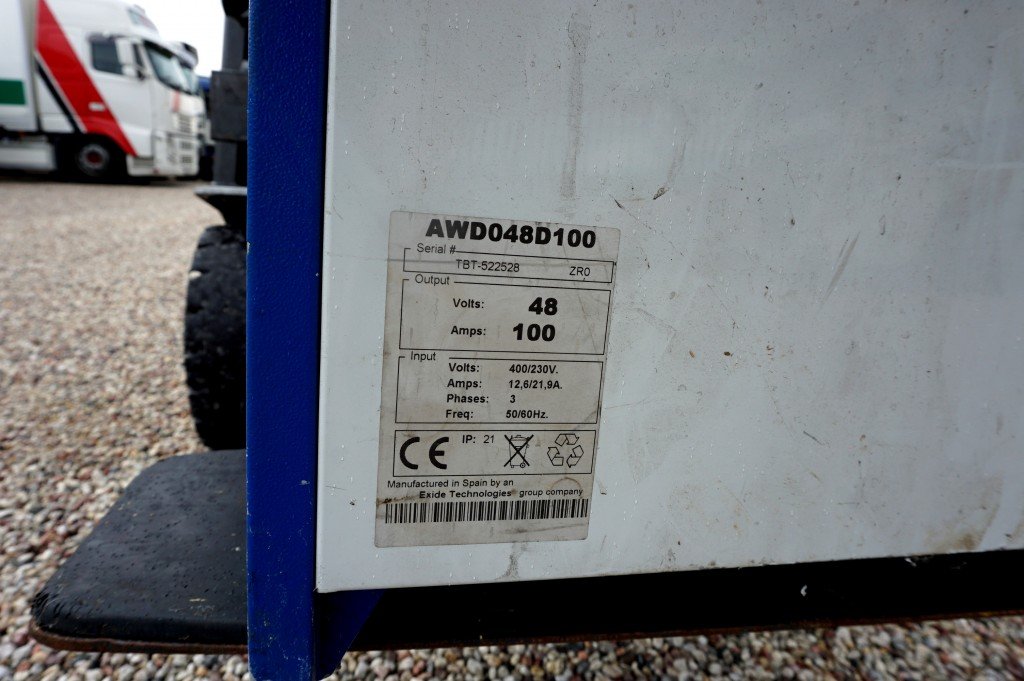 AWD048D100
Serial #
TBT-522528 ZR0
Output
Volts: 48
Amps: 100
Input
Volts: 400/230V.
Amps: 12,6/21,9A.
Phases: 3
Freq: 50/60Hz.
CE IP: 21
Manufactured in Spain by an
Exide Technologies group company